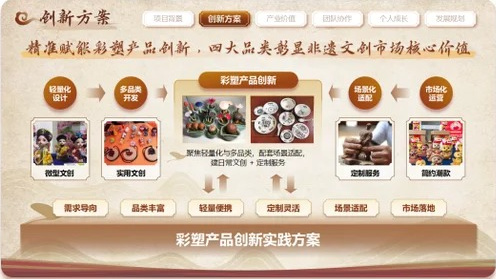 创新方案
项目背景
创新方案
产业价值
团队协作
个人成长
发展规划
精准赋能彩塑产品创新，四大品类彰显非遗文创市场核心价值
轻量化
设计
多品类
开发
彩塑产品创新
场景化
适配
市场化
运营
聚焦轻量化与多品类，配套场景适配，
建日常文创 + 定制服务
微型文创
实用文创
定制服务
简约潮款
需求导向
品类丰富
轻量便携
定制灵活
场景适配
市场落地
彩塑产品创新实践方案